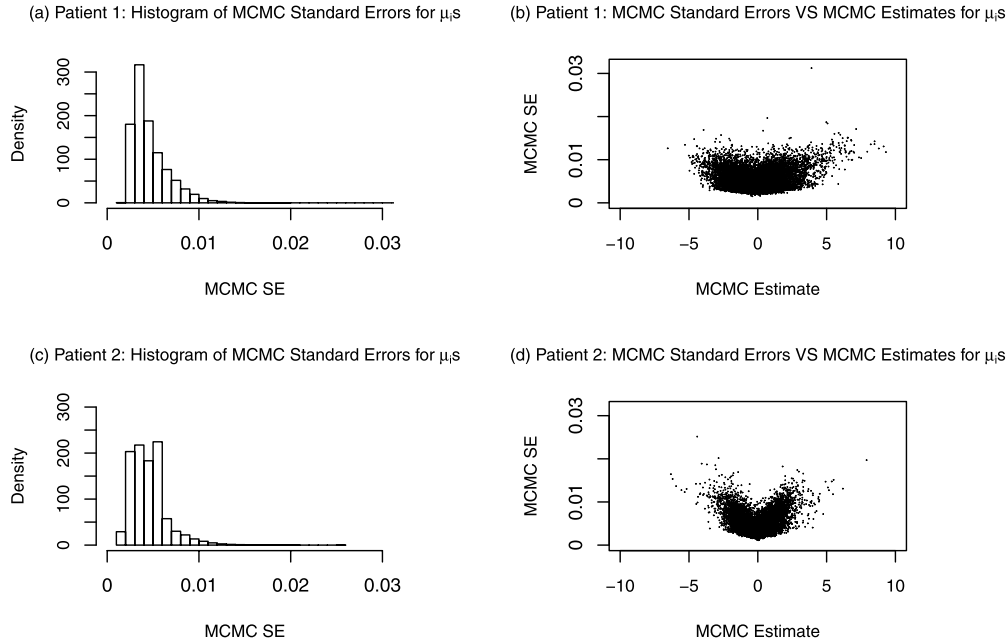 (a) Patient 1: Histogram of MCMC Standard Errors for μᵢs
Density
0 100 200 300
0 0.01 0.02 0.03
MCMC SE
(b) Patient 1: MCMC Standard Errors VS MCMC Estimates for μᵢs
MCMC SE
0 0.01 0.03
−10 −5 0 5 10
MCMC Estimate
(c) Patient 2: Histogram of MCMC Standard Errors for μᵢs
Density
0 100 200 300
0 0.01 0.02 0.03
MCMC SE
(d) Patient 2: MCMC Standard Errors VS MCMC Estimates for μᵢs
MCMC SE
0 0.01 0.03
−10 −5 0 5 10
MCMC Estimate